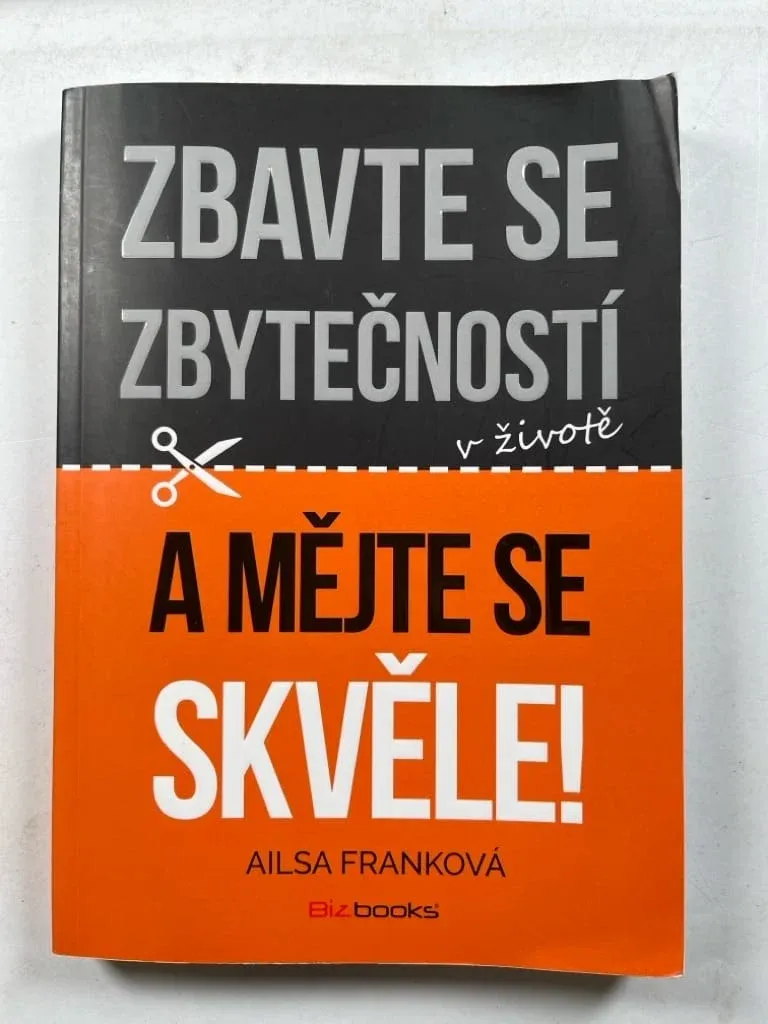 ZBAVTE SE
ZBYTEČNOSTÍ
v životě
A MĚJTE SE
SKVĚLE!
AILSA FRANKOVÁ
Bizbooks®